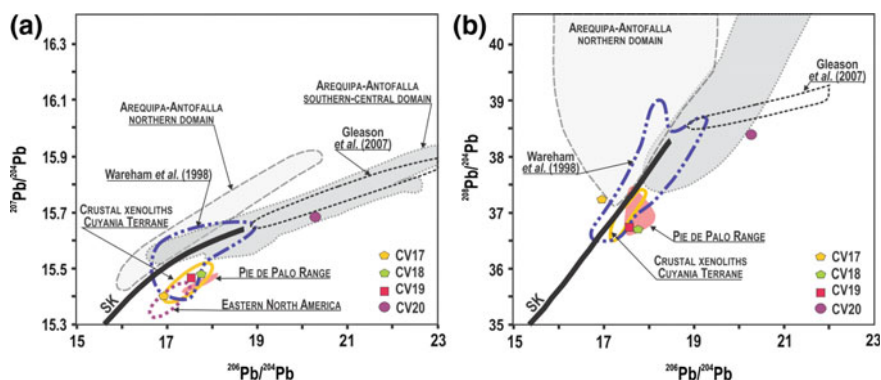 (a)
16.3
16.1
15.9
15.7
15.5
15.3
²⁰⁷Pb/²⁰⁴Pb
15
17
19
21
23
²⁰⁶Pb/²⁰⁴Pb
AREQUIPA-ANTOFALLA
NORTHERN DOMAIN
AREQUIPA-ANTOFALLA
SOUTHERN-CENTRAL DOMAIN
Gleason
et al. (2007)
Wareham et al. (1998)
CRUSTAL XENOLITHS
CUYANIA TERRANE
PIE DE PALO RANGE
EASTERN NORTH AMERICA
SK
CV17
CV18
CV19
CV20
(b)
40
39
38
37
36
35
²⁰⁸Pb/²⁰⁴Pb
15
17
19
21
23
²⁰⁶Pb/²⁰⁴Pb
AREQUIPA-ANTOFALLA
NORTHERN DOMAIN
Gleason
et al.
(2007)
Wareham
et al.
(1998)
PIE DE PALO RANGE
CRUSTAL XENOLITHS
CUYANIA TERRANE
SK
CV17
CV18
CV19
CV20